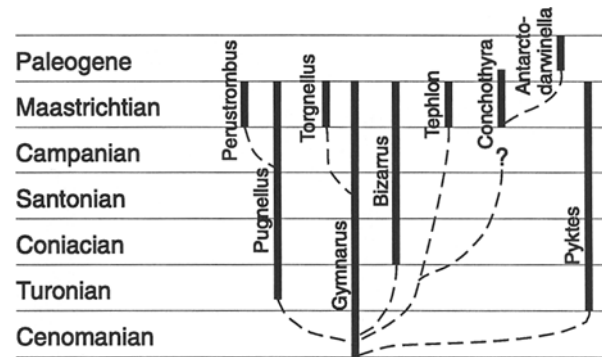 Paleogene
Maastrichtian
Campanian
Santonian
Coniacian
Turonian
Cenomanian
Perustrombus
Pugnellus
Torgnellus
Gymnarus
Bizarrus
Tephlon
Conchothyra
?
Antarcto-
darwinella
Pyktes